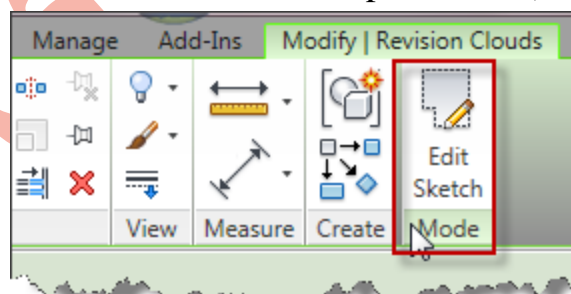 Manage Add-Ins Modify | Revision Clouds
Edit
Sketch
View Measure Create Mode